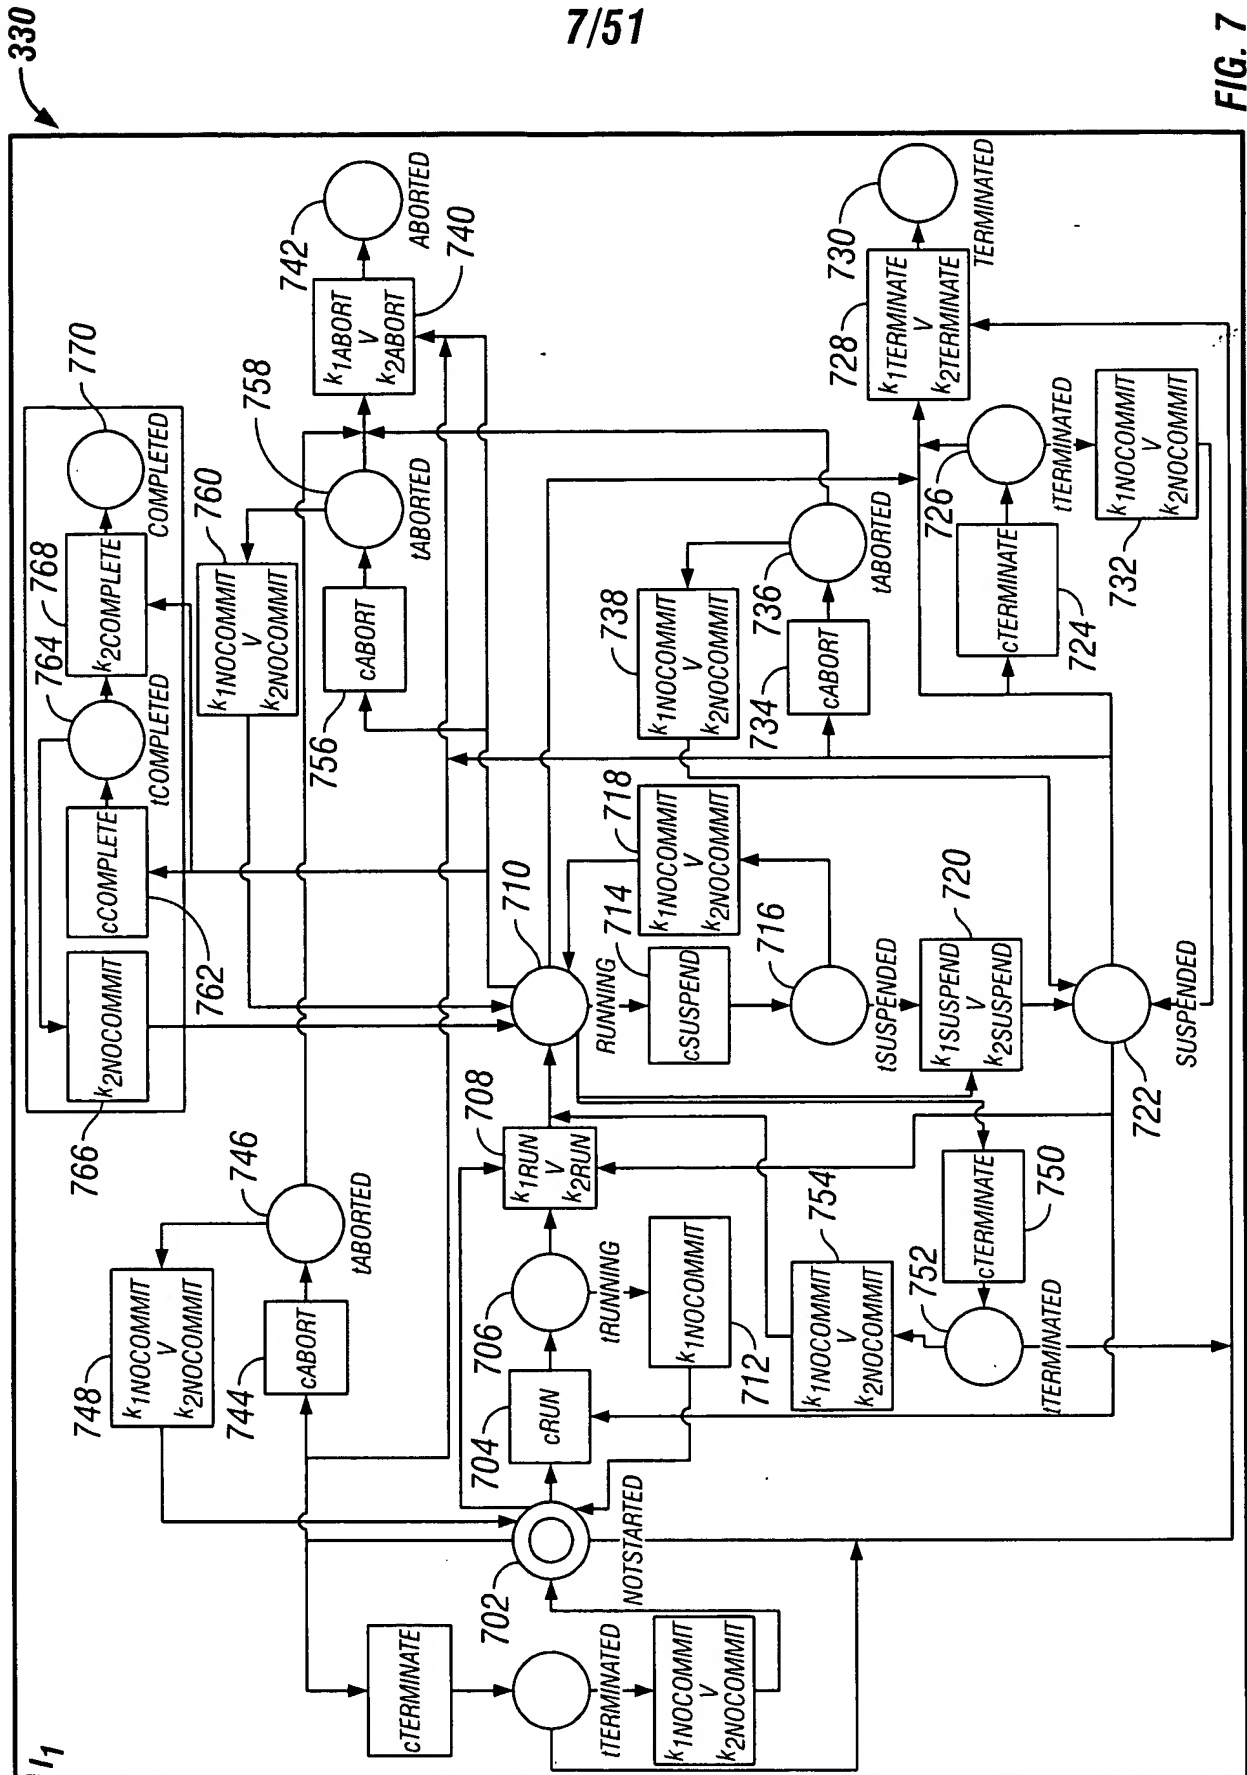 7/51
330
FIG. 7
I1
766
k2NOCOMMIT
762
cCOMPLETE
tCOMPLETED
764
768
k2COMPLETE
770
COMPLETED
748
k1NOCOMMIT
V
k2NOCOMMIT
744
cABORT
746
tABORTED
760
k1NOCOMMIT
V
k2NOCOMMIT
756
cABORT
758
tABORTED
742
k1ABORT
V
k2ABORT
740
ABORTED
cTERMINATE
tTERMINATED
k1NOCOMMIT
V
k2NOCOMMIT
702
NOTSTARTED
704
cRUN
706
tRUNNING
k1NOCOMMIT
712
708
k1RUN
V
k2RUN
710
RUNNING
714
cSUSPEND
716
tSUSPENDED
718
k1NOCOMMIT
V
k2NOCOMMIT
720
k1SUSPEND
V
k2SUSPEND
722
SUSPENDED
738
k1NOCOMMIT
V
k2NOCOMMIT
734
cABORT
736
tABORTED
754
k1NOCOMMIT
V
k2NOCOMMIT
752
tTERMINATED
cTERMINATE
750
cTERMINATE
724
726
tTERMINATED
k1NOCOMMIT
V
k2NOCOMMIT
732
728
k1TERMINATE
V
k2TERMINATE
730
TERMINATED